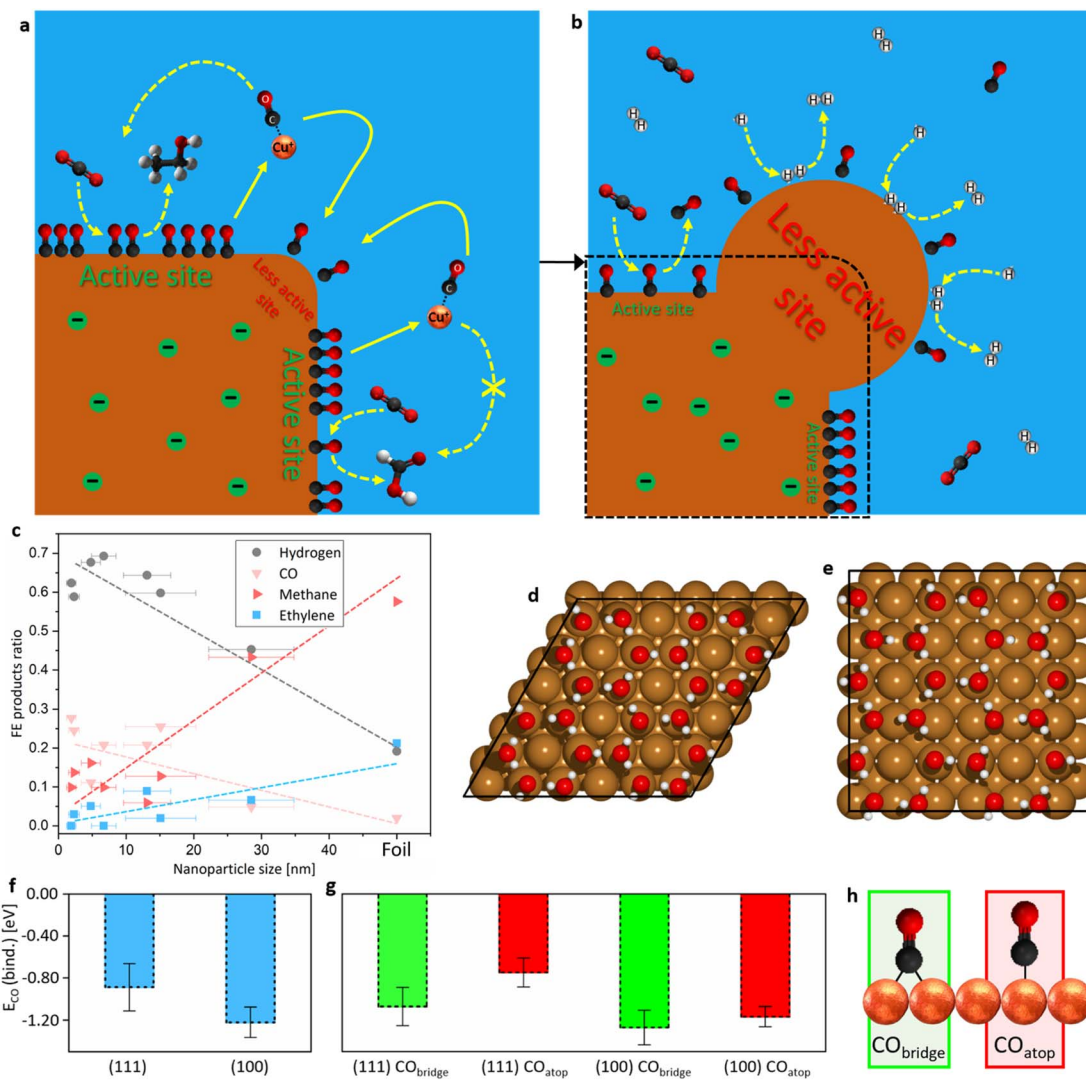 a
b
O
C
Cu⁺
O
C
Cu⁺
Active site
Less active
site
Active site
− − − − − − − −
H H
H H
H H H
H
H H
H H
H H
H H
H
H H
H H
H H
Less active
site
Active site
Active site
− − − − − − − −
c
0.7
0.6
0.5
0.4
0.3
0.2
0.1
0.0
FE products ratio
Hydrogen
CO
Methane
Ethylene
0 10 20 30 40 Foil
Nanoparticle size [nm]
d
e
f
0.00
-0.40
-0.80
-1.20
E_CO (bind.) [eV]
(111) (100)
g
(111) CO_bridge (111) CO_atop (100) CO_bridge (100) CO_atop
h
CO_bridge CO_atop